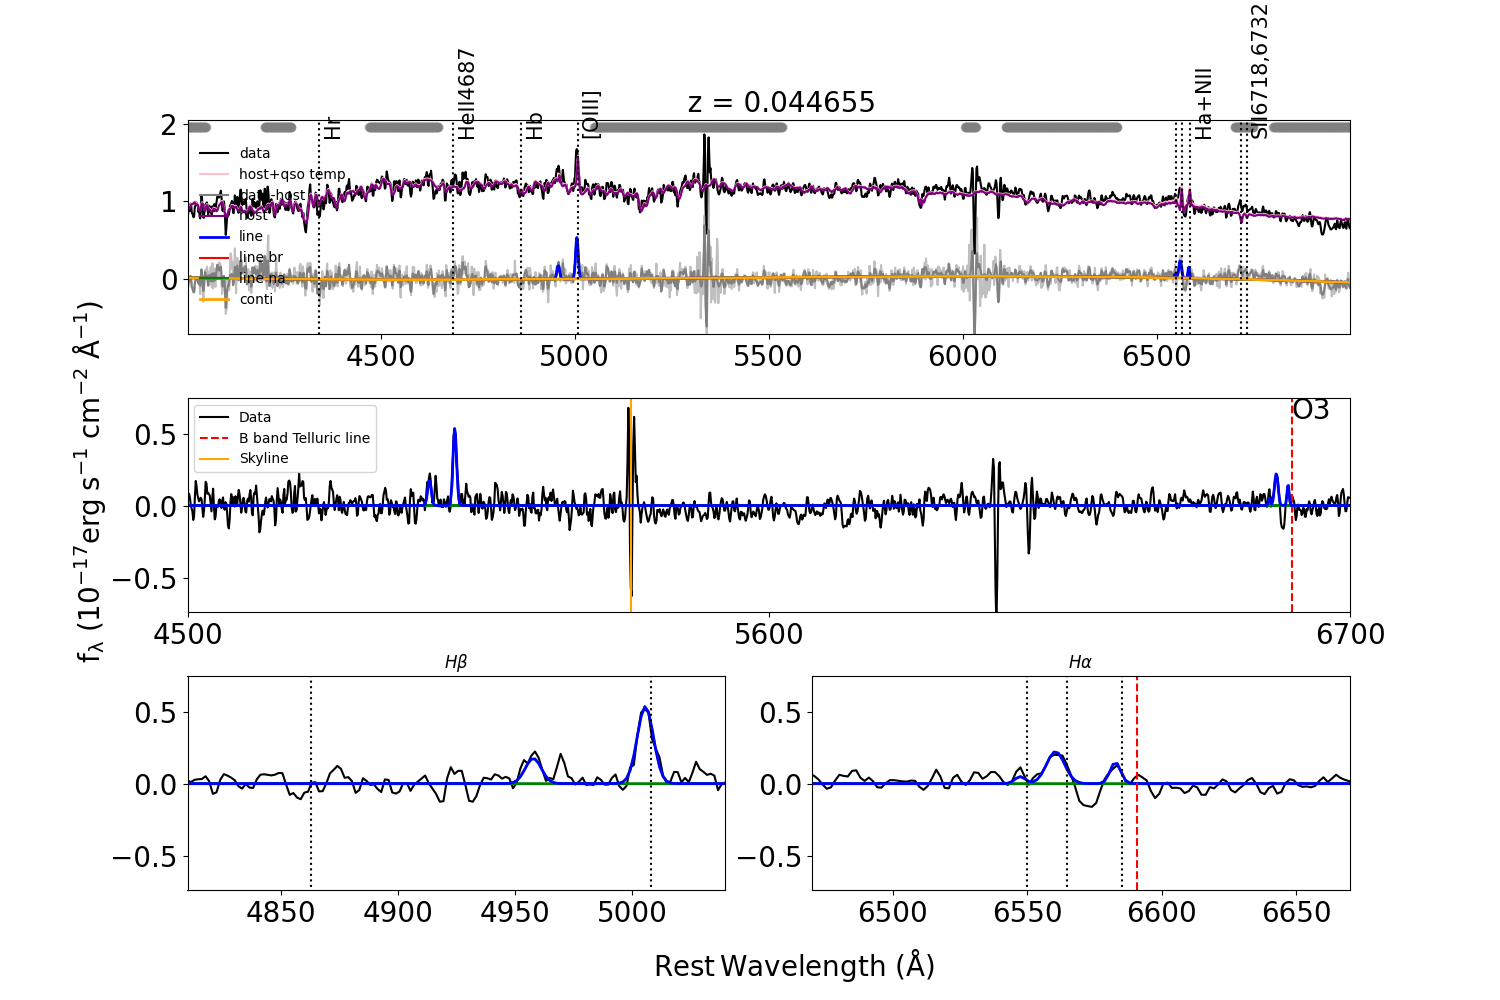 z = 0.044655
Hr
HeII4687
Hb
[OIII]
Ha+NII
SII6718,6732
2
1
0
data
host+qso temp
data-host
host
line
line br
line na
conti
4500 5000 5500 6000 6500
0.5
0.0
−0.5
Data
B band Telluric line
Skyline
O3
4500 5600 6700
fλ (10⁻¹⁷erg s⁻¹ cm⁻² Å⁻¹)
Hβ
0.5
0.0
−0.5
4850 4900 4950 5000
Hα
0.5
0.0
−0.5
6500 6550 6600 6650
Rest Wavelength (Å)